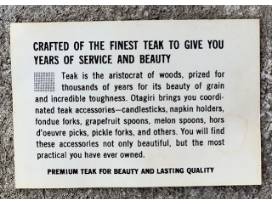 CRAFTED OF THE FINEST TEAK TO GIVE YOU
YEARS OF SERVICE AND BEAUTY
Teak is the aristocrat of woods, prized for
thousands of years for its beauty of grain
and incredible toughness. Otagiri brings you coordi-
nated teak accessories—candlesticks, napkin holders,
fondue forks, grapefruit spoons, melon spoons, hors
d'oeuvre picks, pickle forks, and others. You will find
these accessories not only beautiful, but the most
practical you have ever owned.
PREMIUM TEAK FOR BEAUTY AND LASTING QUALITY